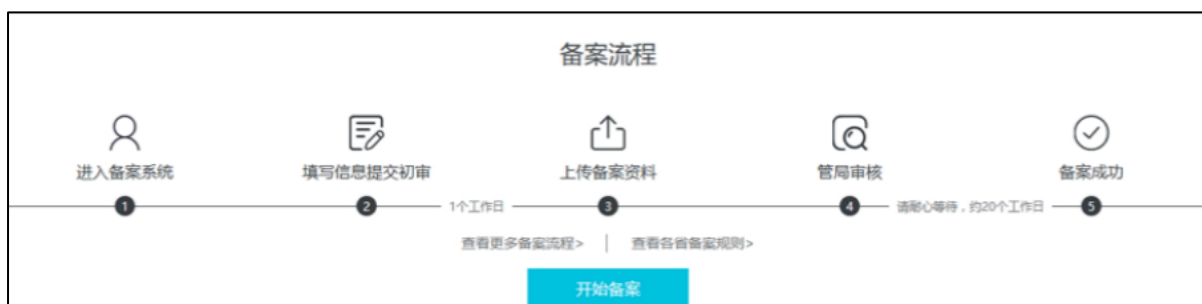 备案流程
进入备案系统 填写信息提交初审 上传备案资料 管局审核 备案成功
1 2 1个工作日 3 4 请耐心等待，约20个工作日 5
查看更多备案流程> | 查看各省备案规则>
开始备案